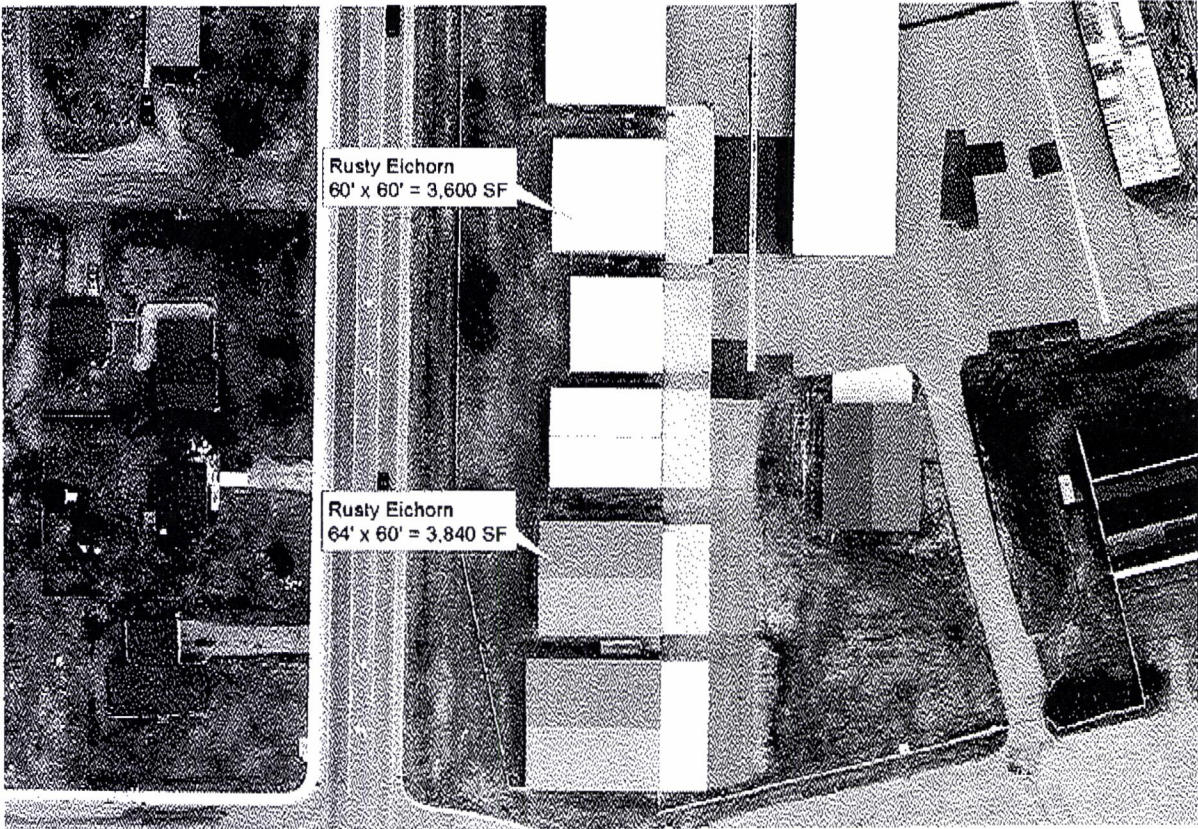 Rusty Eichorn
60' x 60' = 3,600 SF
Rusty Eichorn
64' x 60' = 3,840 SF